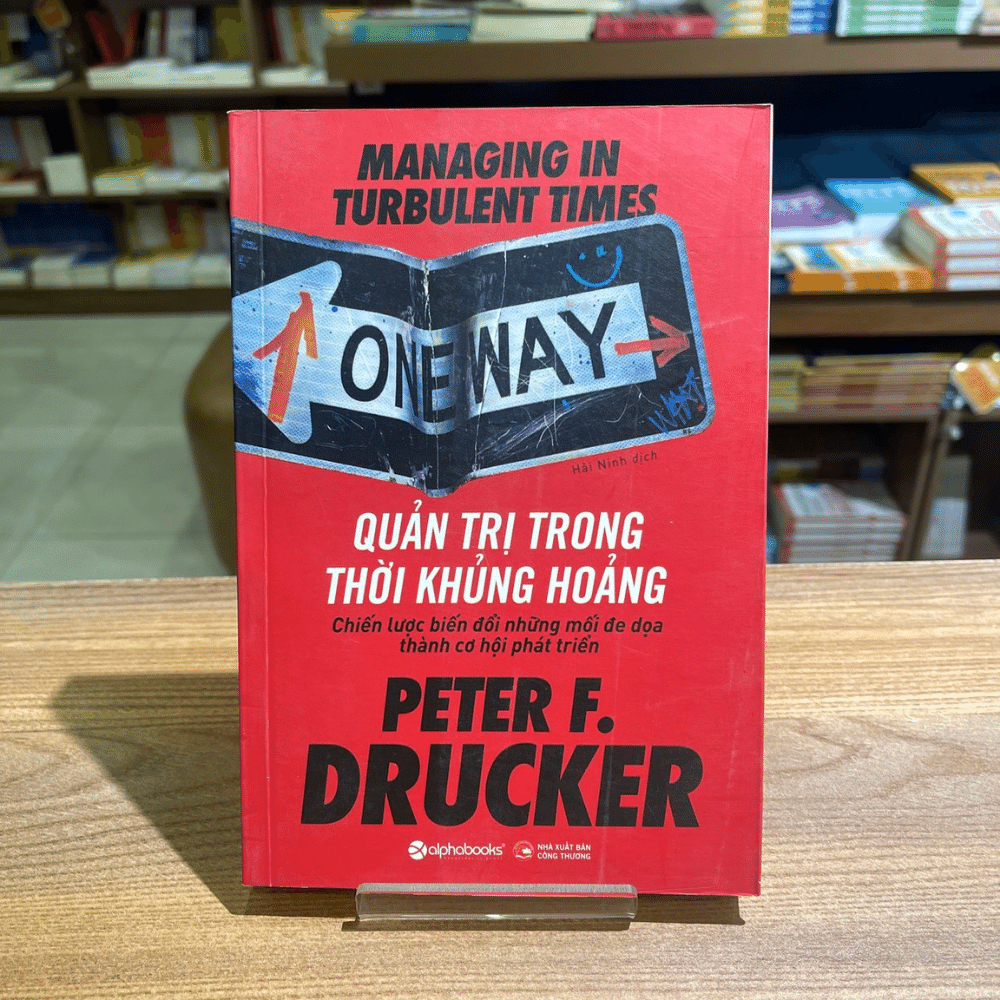 MANAGING IN
TURBULENT TIMES
ONE WAY
Hải Ninh dịch
QUẢN TRỊ TRONG
THỜI KHỦNG HOẢNG
Chiến lược biến đổi những mối đe dọa
thành cơ hội phát triển
PETER F.
DRUCKER
alphabooks
NHÀ XUẤT BẢN
CÔNG THƯƠNG